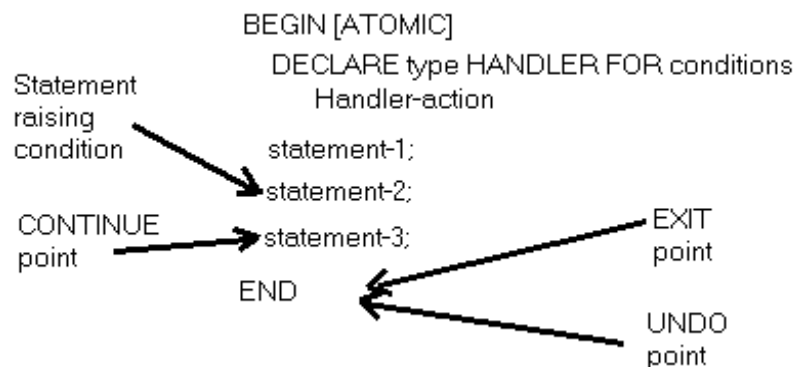 BEGIN [ATOMIC]
DECLARE type HANDLER FOR conditions
Handler-action
Statement
raising
condition
statement-1;
statement-2;
CONTINUE
point
statement-3;
EXIT
point
END
UNDO
point